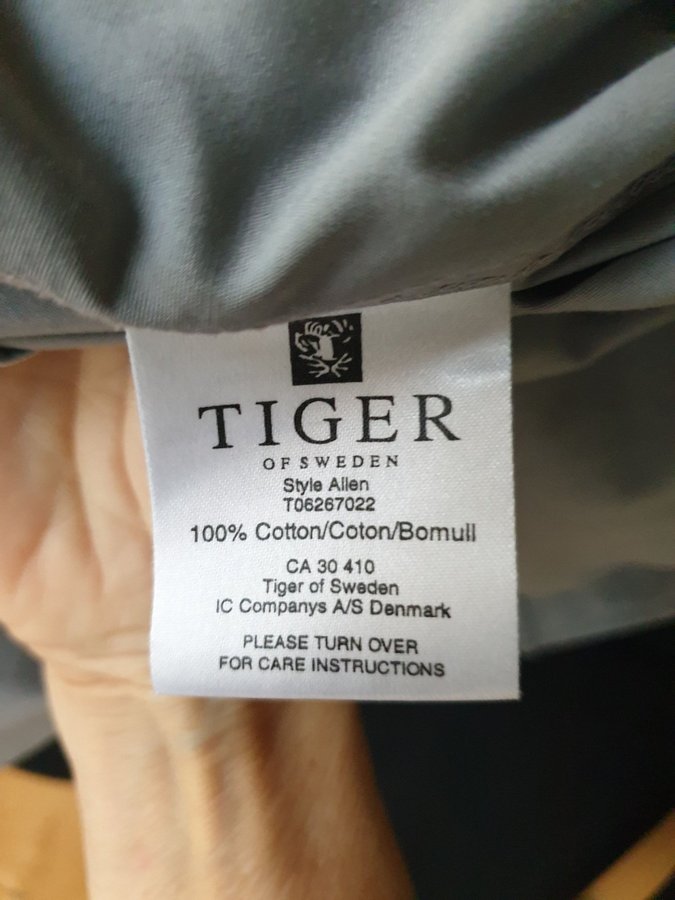 TIGER
OF SWEDEN
Style Allen
T06267022
100% Cotton/Coton/Bomull
CA 30 410
Tiger of Sweden
IC Companys A/S Denmark
PLEASE TURN OVER
FOR CARE INSTRUCTIONS